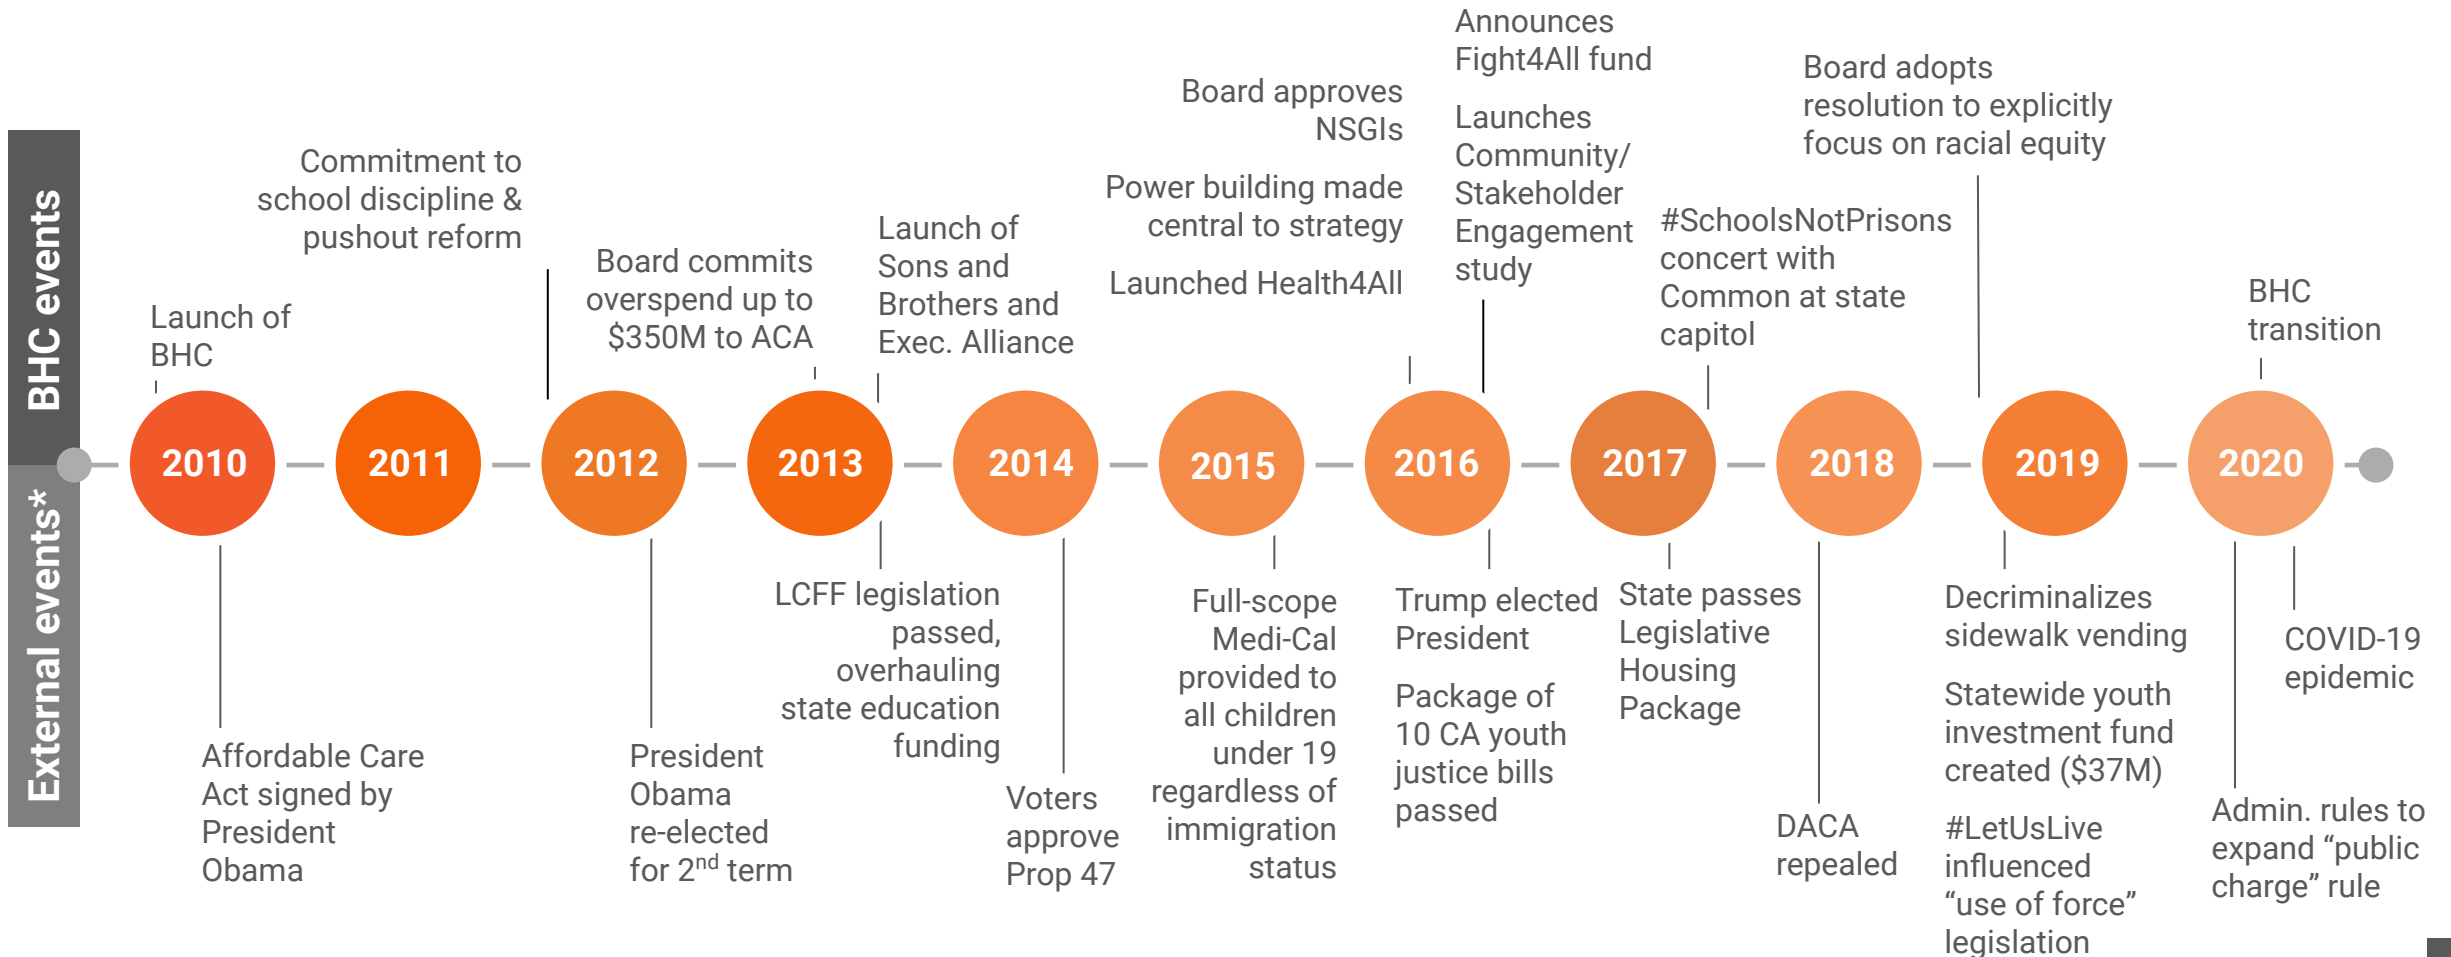 BHC events
External events*
Launch of
BHC
Commitment to
school discipline &
pushout reform
Board commits
overspend up to
$350M to ACA
Launch of
Sons and
Brothers and
Exec. Alliance
Board approves
NSGIs
Power building made
central to strategy
Launched Health4All
Announces
Fight4All fund
Launches
Community/
Stakeholder
Engagement
study
#SchoolsNotPrisons
concert with
Common at state
capitol
Board adopts
resolution to explicitly
focus on racial equity
BHC
transition
2010
2011
2012
2013
2014
2015
2016
2017
2018
2019
2020
Affordable Care
Act signed by
President
Obama
President
Obama
re-elected
for 2nd term
LCFF legislation
passed,
overhauling
state education
funding
Voters
approve
Prop 47
Full-scope
Medi-Cal
provided to
all children
under 19
regardless of
immigration
status
Trump elected
President
Package of
10 CA youth
justice bills
passed
State passes
Legislative
Housing
Package
DACA
repealed
Decriminalizes
sidewalk vending
Statewide youth
investment fund
created ($37M)
#LetUsLive
influenced
“use of force”
legislation
Admin. rules to
expand “public
charge” rule
COVID-19
epidemic